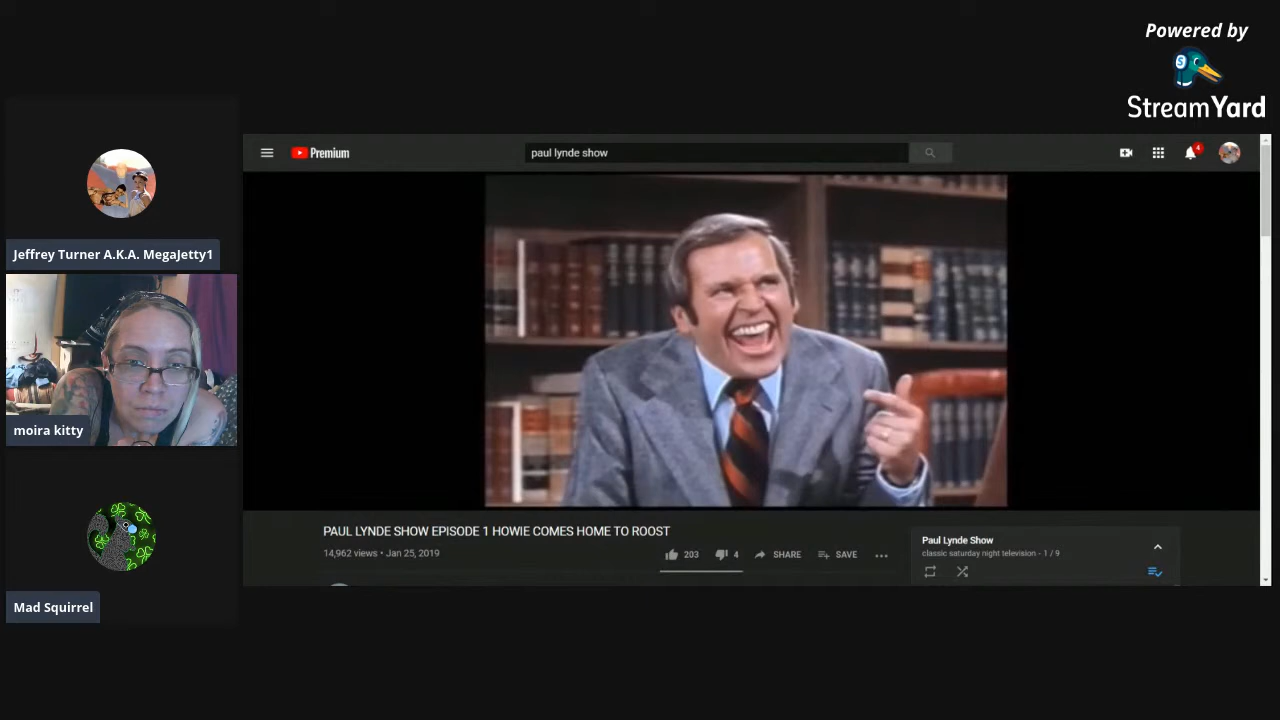 Powered by
StreamYard
Premium
paul lynde show
4
Jeffrey Turner A.K.A. MegaJetty1
moira kitty
Mad Squirrel
PAUL LYNDE SHOW EPISODE 1 HOWIE COMES HOME TO ROOST
14,962 views • Jan 25, 2019
203
4
SHARE
SAVE
Paul Lynde Show
classic saturday night television - 1 / 9